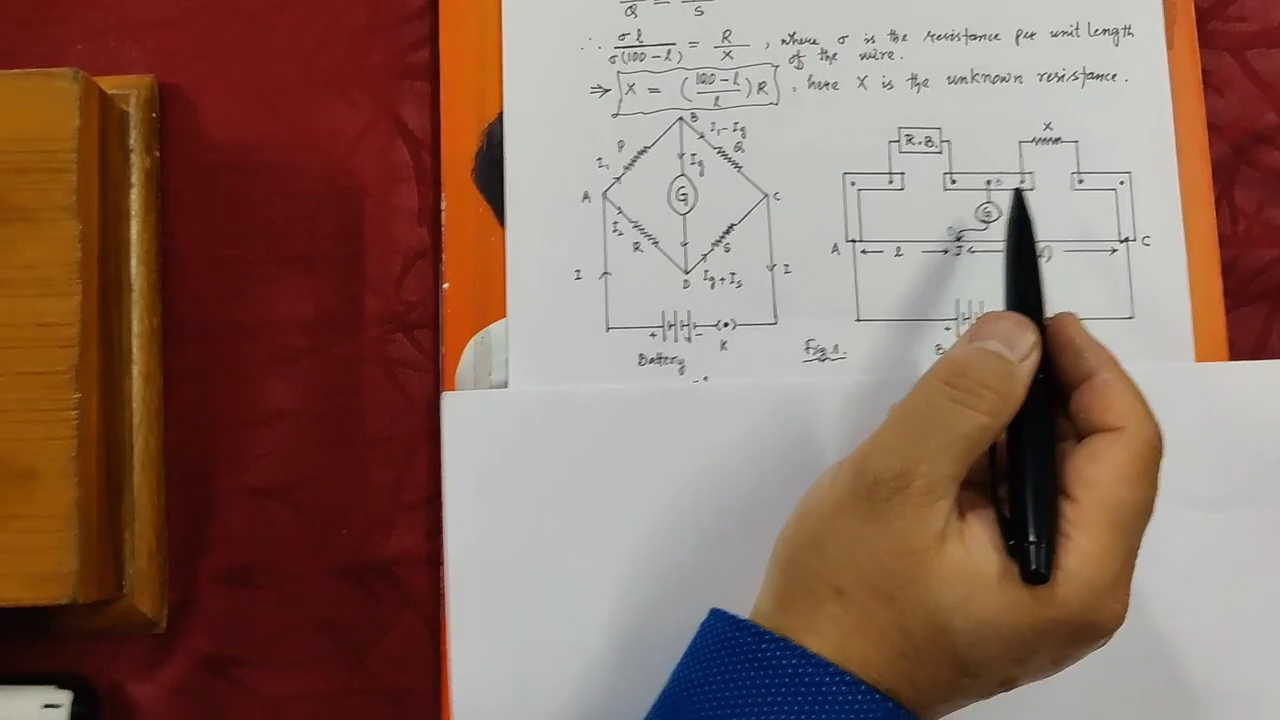 Q = S
∴ σl / σ(100-l) = R / X , where σ is the resistance per unit length
of the wire.
⇒ X = (100-l / l) R , here X is the unknown resistance.
B
I₁-Ig
P
Q
I₁
Ig
A
G
C
I₂
R
S
D
Ig+I₂
I
I
+
-
K
Battery
R.B.
X
B
G
D
A
l
J
C
+
Fig 1.